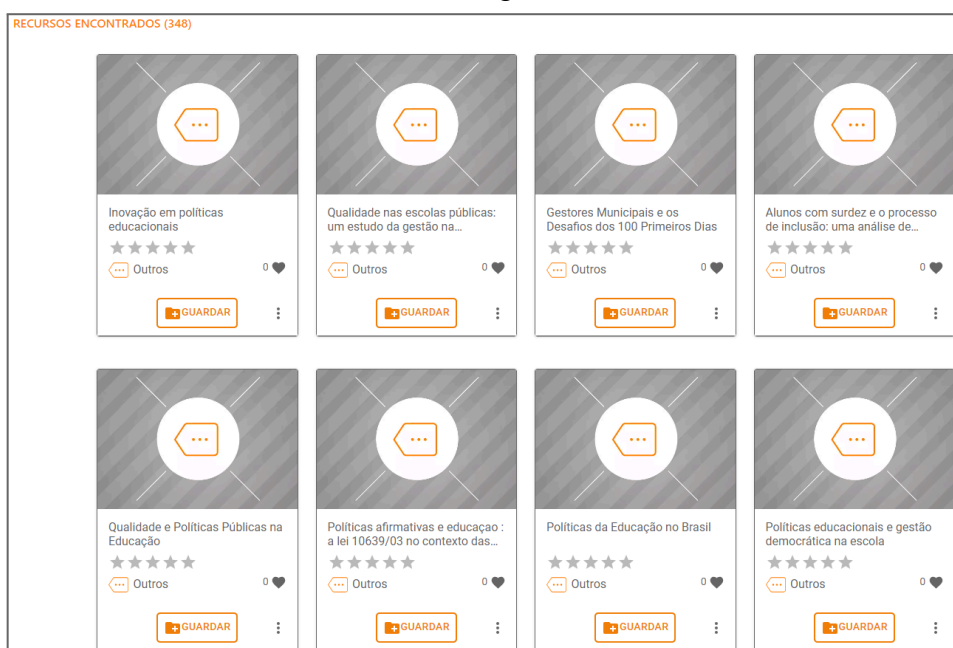 RECURSOS ENCONTRADOS (348)
Inovação em políticas
educacionais
Outros
0
GUARDAR
Qualidade nas escolas públicas:
um estudo da gestão na...
Outros
0
GUARDAR
Gestores Municipais e os
Desafios dos 100 Primeiros Dias
Outros
0
GUARDAR
Alunos com surdez e o processo
de inclusão: uma análise de...
Outros
0
GUARDAR
Qualidade e Políticas Públicas na
Educação
Outros
0
GUARDAR
Políticas afirmativas e educaçao :
a lei 10639/03 no contexto das...
Outros
0
GUARDAR
Políticas da Educação no Brasil
Outros
0
GUARDAR
Políticas educacionais e gestão
democrática na escola
Outros
0
GUARDAR